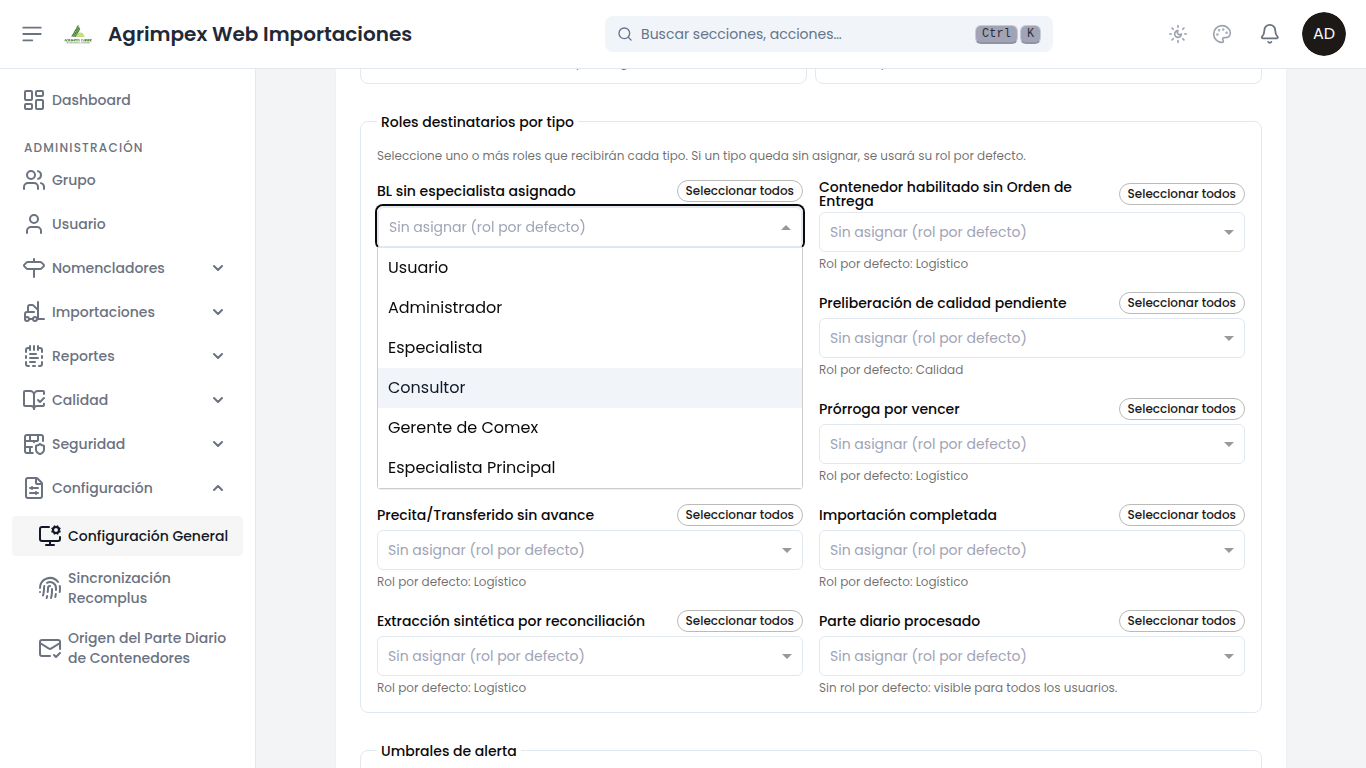 Agrimpex Web Importaciones
Buscar secciones, acciones...
Ctrl K
AD
Dashboard
ADMINISTRACIÓN
Grupo
Usuario
Nomencladores
Importaciones
Reportes
Calidad
Seguridad
Configuración
Configuración General
Sincronización
Recomplus
Origen del Parte Diario
de Contenedores
Roles destinatarios por tipo
Seleccione uno o más roles que recibirán cada tipo. Si un tipo queda sin asignar, se usará su rol por defecto.
BL sin especialista asignado
Seleccionar todos
Sin asignar (rol por defecto)
Usuario
Administrador
Especialista
Consultor
Gerente de Comex
Especialista Principal
Contenedor habilitado sin Orden de
Entrega
Seleccionar todos
Sin asignar (rol por defecto)
Rol por defecto: Logístico
Preliberación de calidad pendiente
Seleccionar todos
Sin asignar (rol por defecto)
Rol por defecto: Calidad
Prórroga por vencer
Seleccionar todos
Sin asignar (rol por defecto)
Rol por defecto: Logístico
Precita/Transferido sin avance
Seleccionar todos
Sin asignar (rol por defecto)
Rol por defecto: Logístico
Importación completada
Seleccionar todos
Sin asignar (rol por defecto)
Rol por defecto: Logístico
Extracción sintética por reconciliación
Seleccionar todos
Sin asignar (rol por defecto)
Rol por defecto: Logístico
Parte diario procesado
Seleccionar todos
Sin asignar (rol por defecto)
Sin rol por defecto: visible para todos los usuarios.
Umbrales de alerta